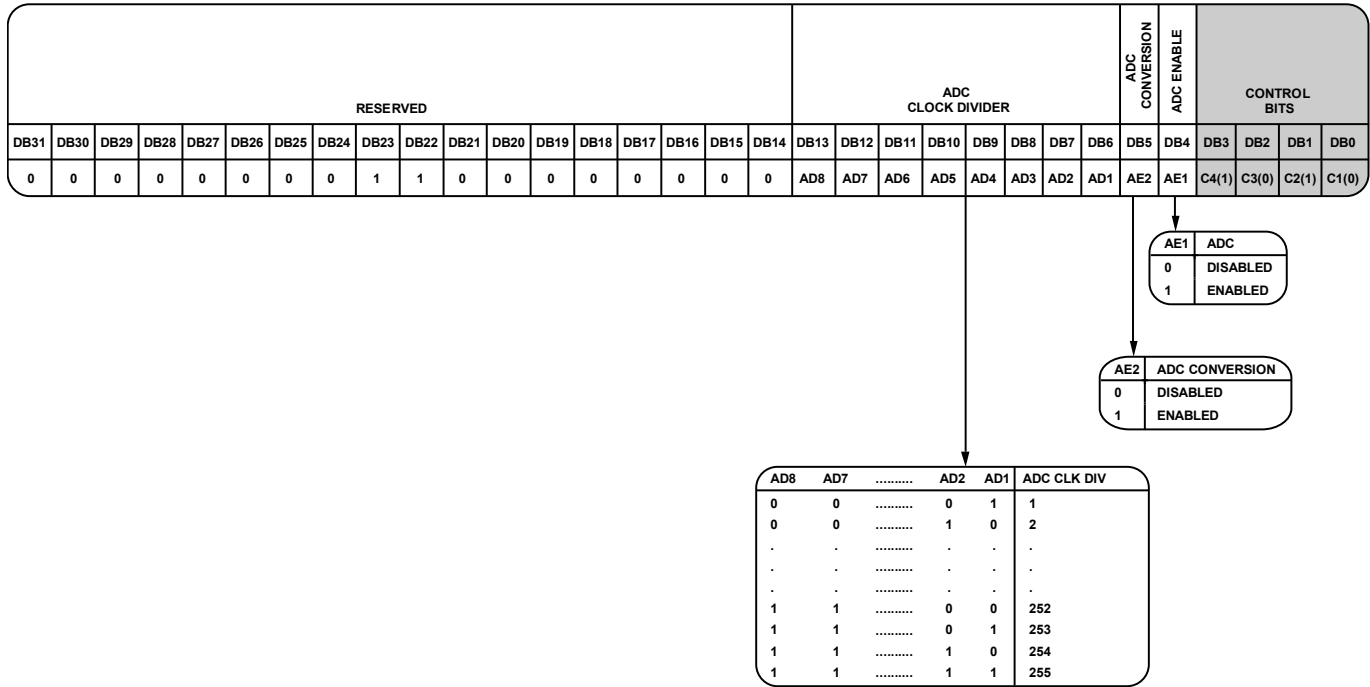 RESERVED
ADC
CLOCK DIVIDER
ADC
CONVERSION
ADC ENABLE
CONTROL
BITS
DB31 DB30 DB29 DB28 DB27 DB26 DB25 DB24 DB23 DB22 DB21 DB20 DB19 DB18 DB17 DB16 DB15 DB14 DB13 DB12 DB11 DB10 DB9 DB8 DB7 DB6 DB5 DB4 DB3 DB2 DB1 DB0
0 0 0 0 0 0 0 0 1 1 0 0 0 0 0 0 0 0 AD8 AD7 AD6 AD5 AD4 AD3 AD2 AD1 AE2 AE1 C4(1) C3(0) C2(1) C1(0)
AE1 ADC
0 DISABLED
1 ENABLED
AE2 ADC CONVERSION
0 DISABLED
1 ENABLED
AD8 AD7 .......... AD2 AD1 ADC CLK DIV
0 0 .......... 0 1 1
0 0 .......... 1 0 2
. . .......... . . .
. . .......... . . .
. . .......... . . .
1 1 .......... 0 0 252
1 1 .......... 0 1 253
1 1 .......... 1 0 254
1 1 .......... 1 1 255